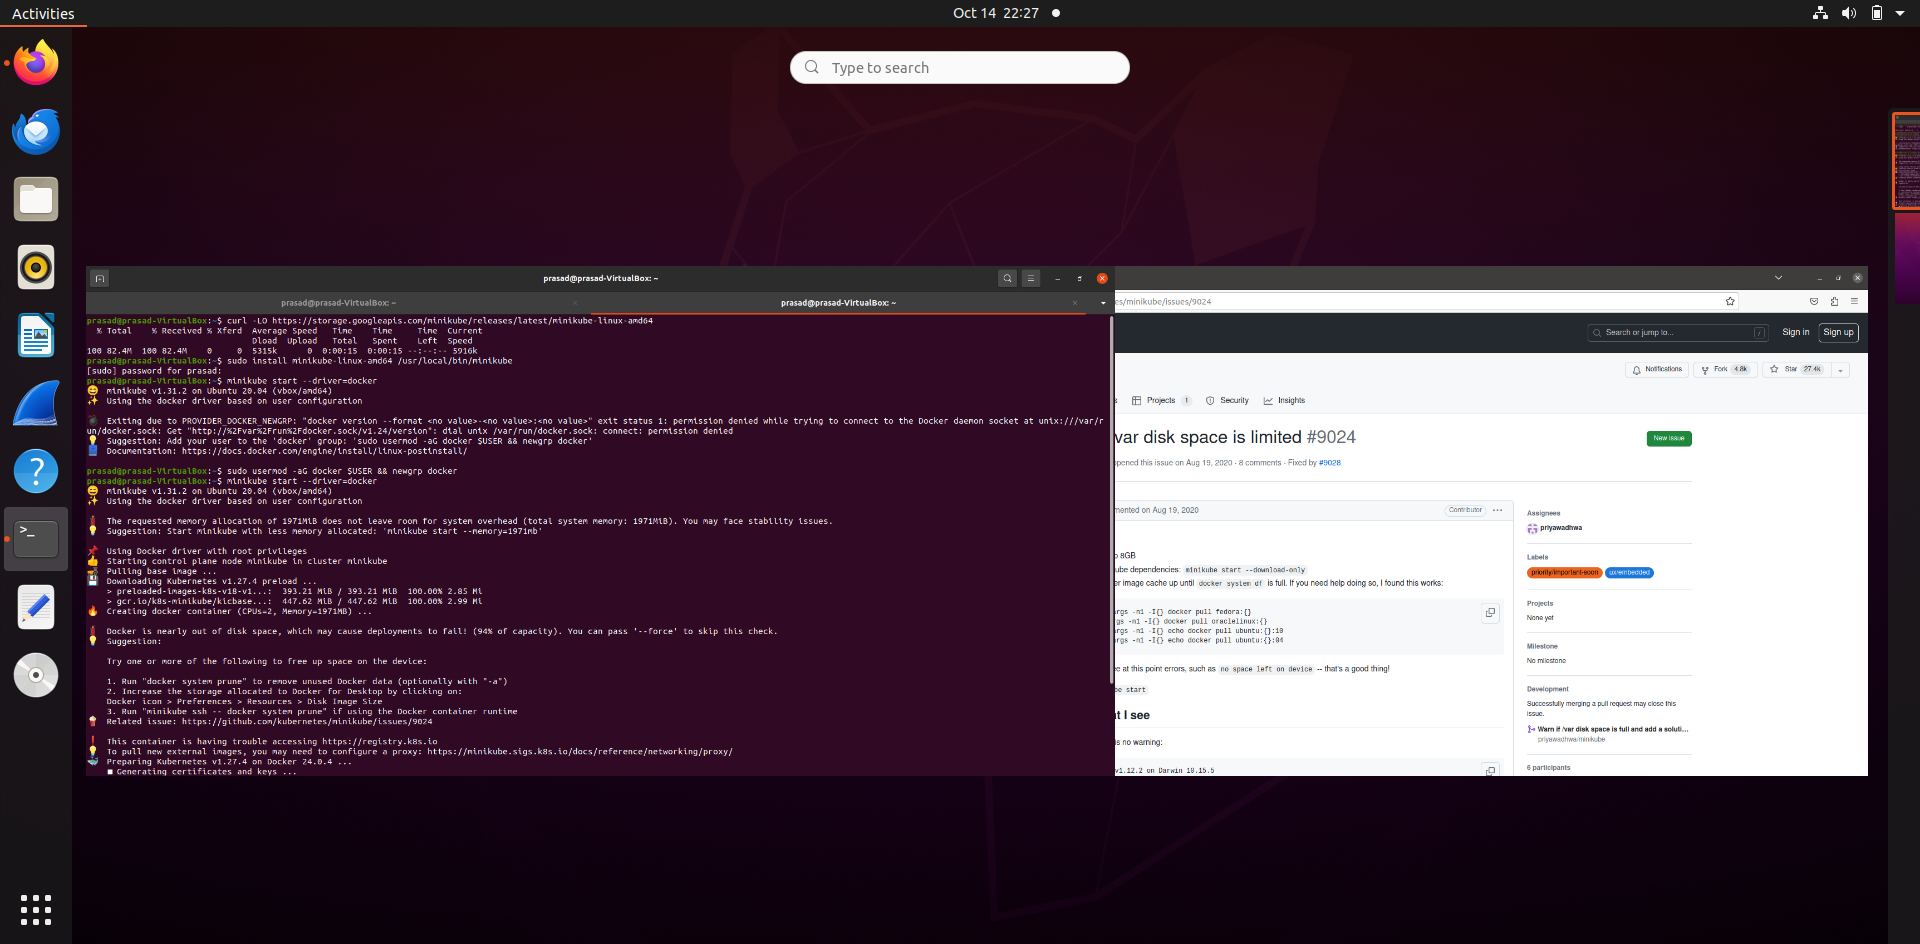 Activities
Oct 14 22:27
Type to search
prasad@prasad-VirtualBox: ~
prasad@prasad-VirtualBox: ~
prasad@prasad-VirtualBox: ~
prasad@prasad-VirtualBox:~$ curl -LO https://storage.googleapis.com/minikube/releases/latest/minikube-linux-amd64
% Total % Received % Xferd Average Speed Time Time Time Current
Dload Upload Total Spent Left Speed
100 82.4M 100 82.4M 0 0 5315k 0 0:00:15 0:00:15 --:--:-- 5916k
prasad@prasad-VirtualBox:~$ sudo install minikube-linux-amd64 /usr/local/bin/minikube
[sudo] password for prasad:
prasad@prasad-VirtualBox:~$ minikube start --driver=docker
minikube v1.31.2 on Ubuntu 20.04 (vbox/amd64)
Using the docker driver based on user configuration
Exiting due to PROVIDER_DOCKER_NEWGRP: "docker version --format <no value>-<no value>:<no value>" exit status 1: permission denied while trying to connect to the Docker daemon socket at unix:///var/r
un/docker.sock: Get "http://%2Fvar%2Frun%2Fdocker.sock/v1.24/version": dial unix /var/run/docker.sock: connect: permission denied
Suggestion: Add your user to the 'docker' group: 'sudo usermod -aG docker $USER && newgrp docker'
Documentation: https://docs.docker.com/engine/install/linux-postinstall/
prasad@prasad-VirtualBox:~$ sudo usermod -aG docker $USER && newgrp docker
prasad@prasad-VirtualBox:~$ minikube start --driver=docker
minikube v1.31.2 on Ubuntu 20.04 (vbox/amd64)
Using the docker driver based on user configuration
The requested memory allocation of 1971MiB does not leave room for system overhead (total system memory: 1971MiB). You may face stability issues.
Suggestion: Start minikube with less memory allocated: 'minikube start --memory=1971mb'
Using Docker driver with root privileges
Starting control plane node minikube in cluster minikube
Pulling base image ...
Downloading Kubernetes v1.27.4 preload ...
> preloaded-images-k8s-v18-v1...: 393.21 MiB / 393.21 MiB 100.00% 2.85 Mi
> gcr.io/k8s-minikube/kicbase...: 447.62 MiB / 447.62 MiB 100.00% 2.99 Mi
Creating docker container (CPUs=2, Memory=1971MB) ...
Docker is nearly out of disk space, which may cause deployments to fail! (94% of capacity). You can pass '--force' to skip this check.
Suggestion:
Try one or more of the following to free up space on the device:
1. Run "docker system prune" to remove unused Docker data (optionally with "-a")
2. Increase the storage allocated to Docker for Desktop by clicking on:
Docker icon > Preferences > Resources > Disk Image Size
3. Run "minikube ssh -- docker system prune" if using the Docker container runtime
Related issue: https://github.com/kubernetes/minikube/issues/9024
This container is having trouble accessing https://registry.k8s.io
To pull new external images, you may need to configure a proxy: https://minikube.sigs.k8s.io/docs/reference/networking/proxy/
Preparing Kubernetes v1.27.4 on Docker 24.0.4 ...
Generating certificates and keys ...
es/minikube/issues/9024
Search or jump to...
/
Sign in
Sign up
Notifications
Fork 4.8k
Star 27.4k
s
Projects 1
Security
Insights
var disk space is limited #9024
New issue
opened this issue on Aug 19, 2020 · 8 comments · Fixed by #9028
mented on Aug 19, 2020
Contributor
o 8GB
kube dependencies: minikube start --download-only
er image cache up until docker system df is full. If you need help doing so, I found this works:
args -n1 -I{} docker pull fedora:{}
gs -n1 -I{} docker pull oraclelinux:{}
args -n1 -I{} echo docker pull ubuntu:{}:10
args -n1 -I{} echo docker pull ubuntu:{}:04
e at this point errors, such as no space left on device -- that's a good thing!
be start
t I see
is no warning:
v1.12.2 on Darwin 10.15.5
Assignees
priyawadhwa
Labels
priority/important-soon
ux/embedded
Projects
None yet
Milestone
No milestone
Development
Successfully merging a pull request may close this
issue.
Warn if /var disk space is full and add a soluti...
priyawadhwa/minikube
6 participants